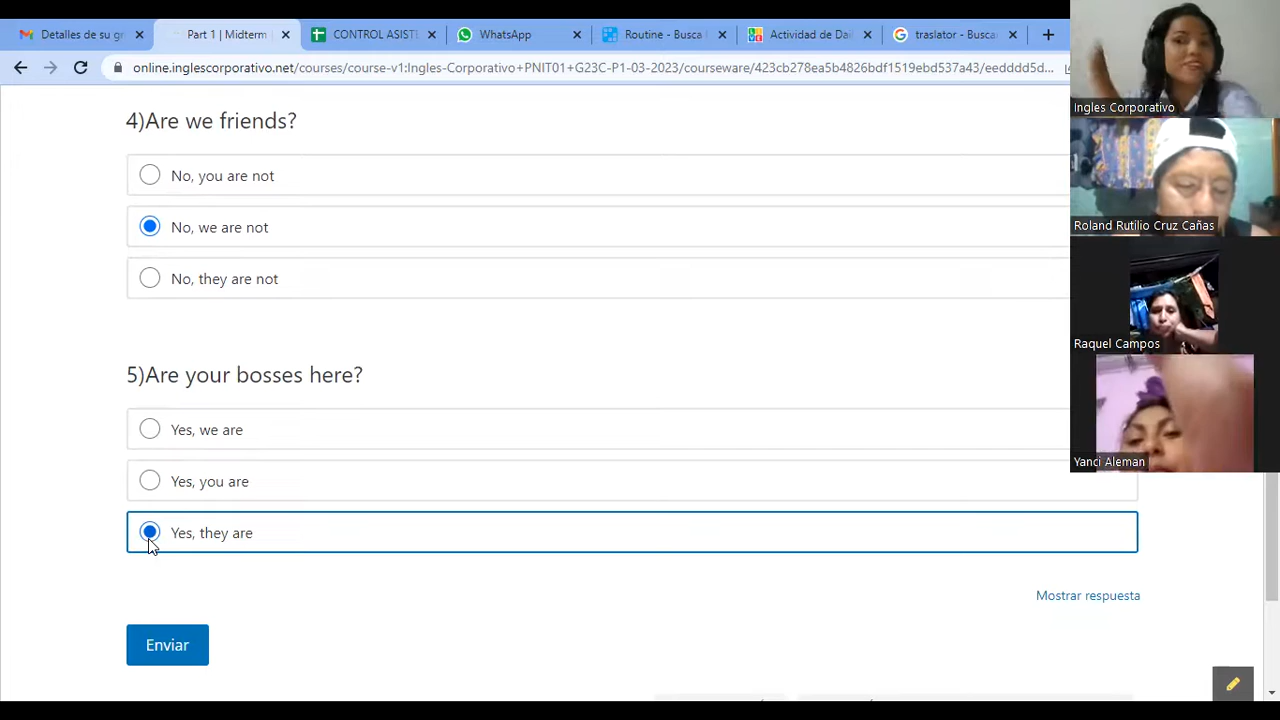 Detalles de su gr
Part 1 | Midterm
CONTROL ASIST
WhatsApp
Routine - Busca
Actividad de Da
traslator - Busca
online.inglescorporativo.net/courses/course-v1:Ingles-Corporativo+PNIT01+G23C-P1-03-2023/courseware/423cb278ea5b4826bdf1519ebd537a43/eedddd5d...
4)Are we friends?
No, you are not
No, we are not
No, they are not
5)Are your bosses here?
Yes, we are
Yes, you are
Yes, they are
Mostrar respuesta
Enviar
Ingles Corporativo
Roland Rutilio Cruz Cañas
Raquel Campos
Yanci Aleman